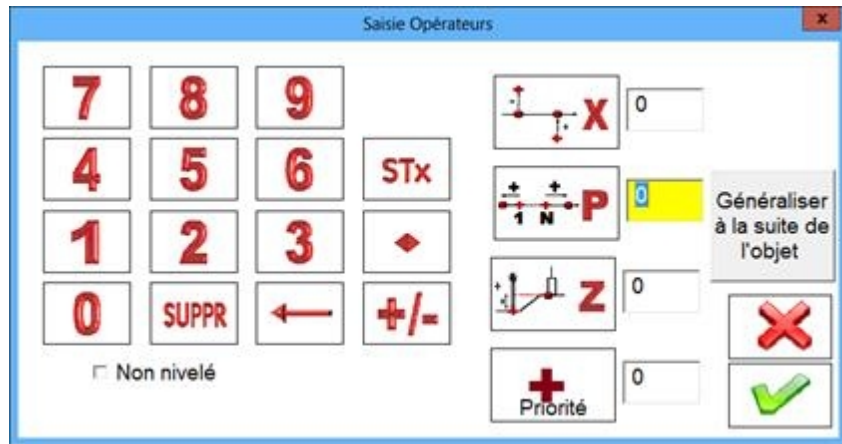 Saisie Opérateurs
x
7 8 9
4 5 6 STx
1 2 3
0 SUPPR +/-
Non nivelé
X 0
+ + 1 N P 0
Z 0
Priorité 0
Généraliser
à la suite de
l'objet